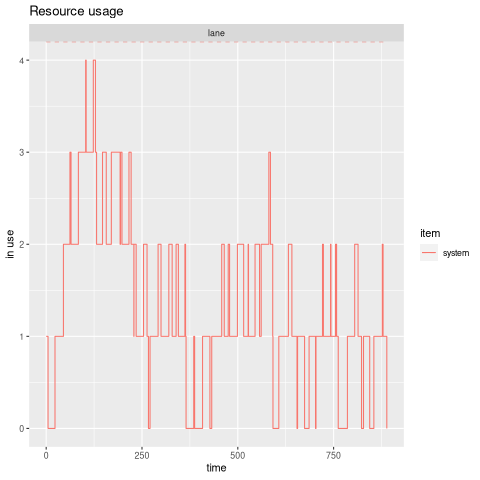 Resource usage
lane
4
3
2
1
0
in use
0 250 500 750
time
item
system